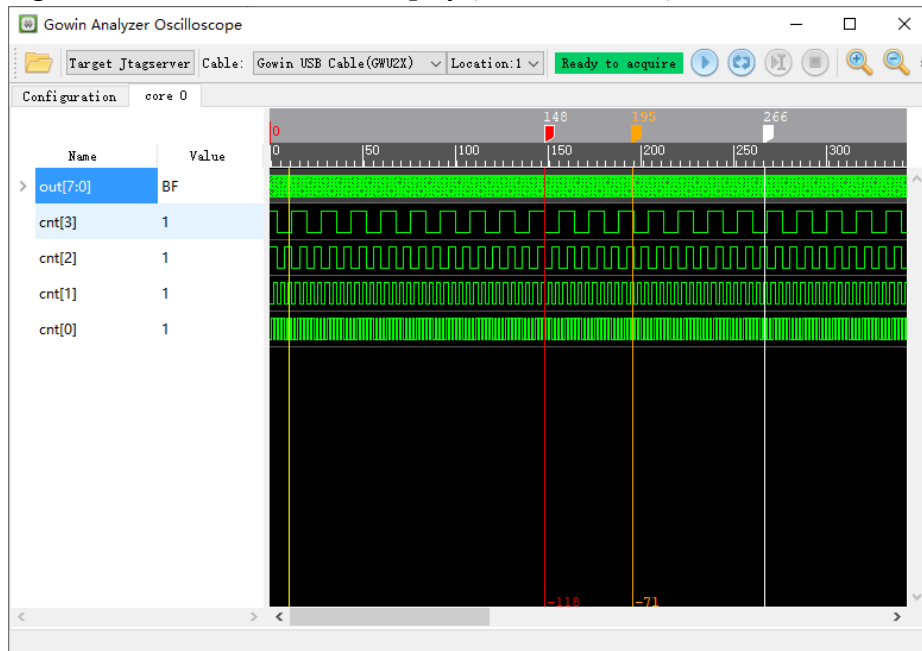 Gowin Analyzer Oscilloscope
Target Jtagserver Cable: Gowin USB Cable(GWU2X) Location:1 Ready to acquire
Configuration core 0
148 195 266
0
Name Value 0 50 100 150 200 250 300
out[7:0] BF
cnt[3] 1
cnt[2] 1
cnt[1] 1
cnt[0] 1
-118 -71